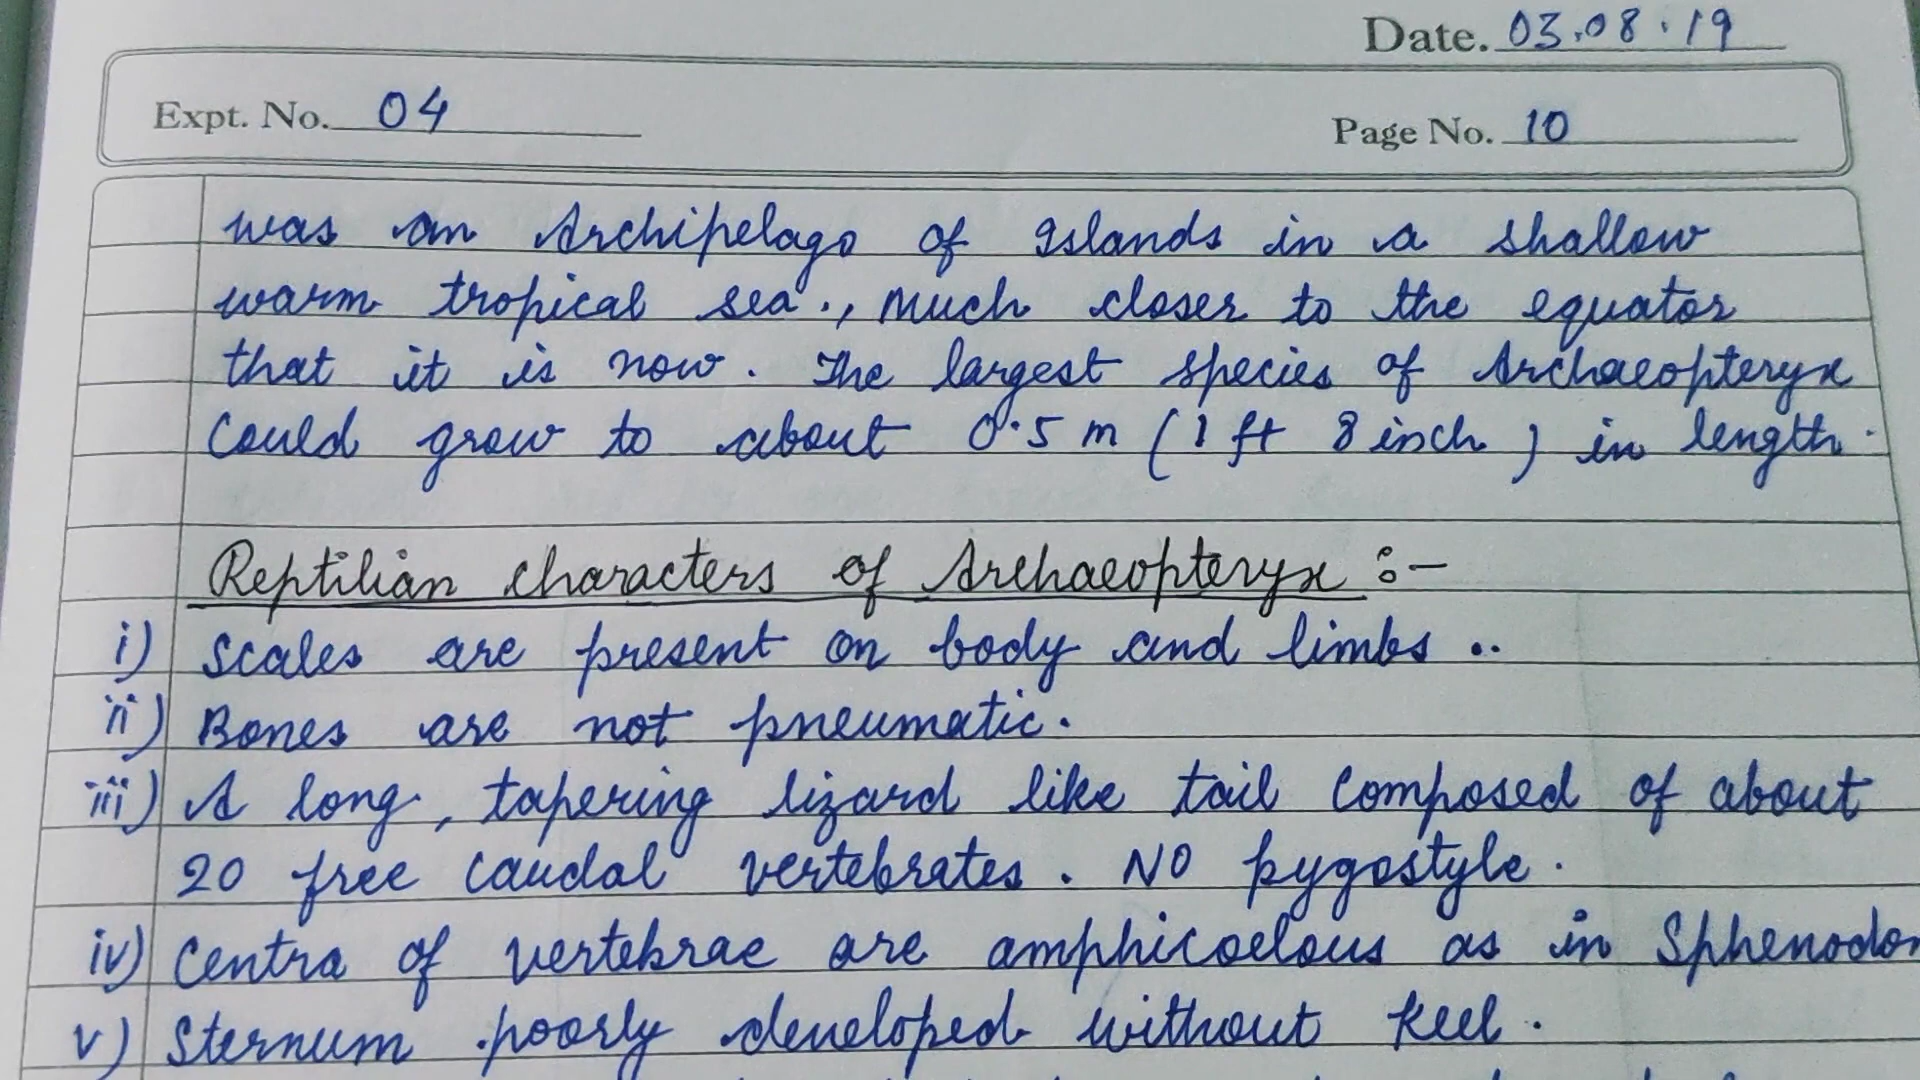 Date. 03.08.19
Expt. No. 04
Page No. 10
was an Archipelago of Islands in a shallow
warm tropical sea., much closer to the equator
that it is now. The largest species of Archaeopteryx
could grow to about 0.5 m (1 ft 8 inch) in length.
Reptilian characters of Archaeopteryx :-
i) Scales are present on body and limbs ..
ii) Bones are not pneumatic.
iii) A long, tapering lizard like tail composed of about
20 free caudal vertebrates. NO pygostyle.
iv) Centra of vertebrae are amphicoelous as in Sphenodon
v) Sternum poorly developed without keel.